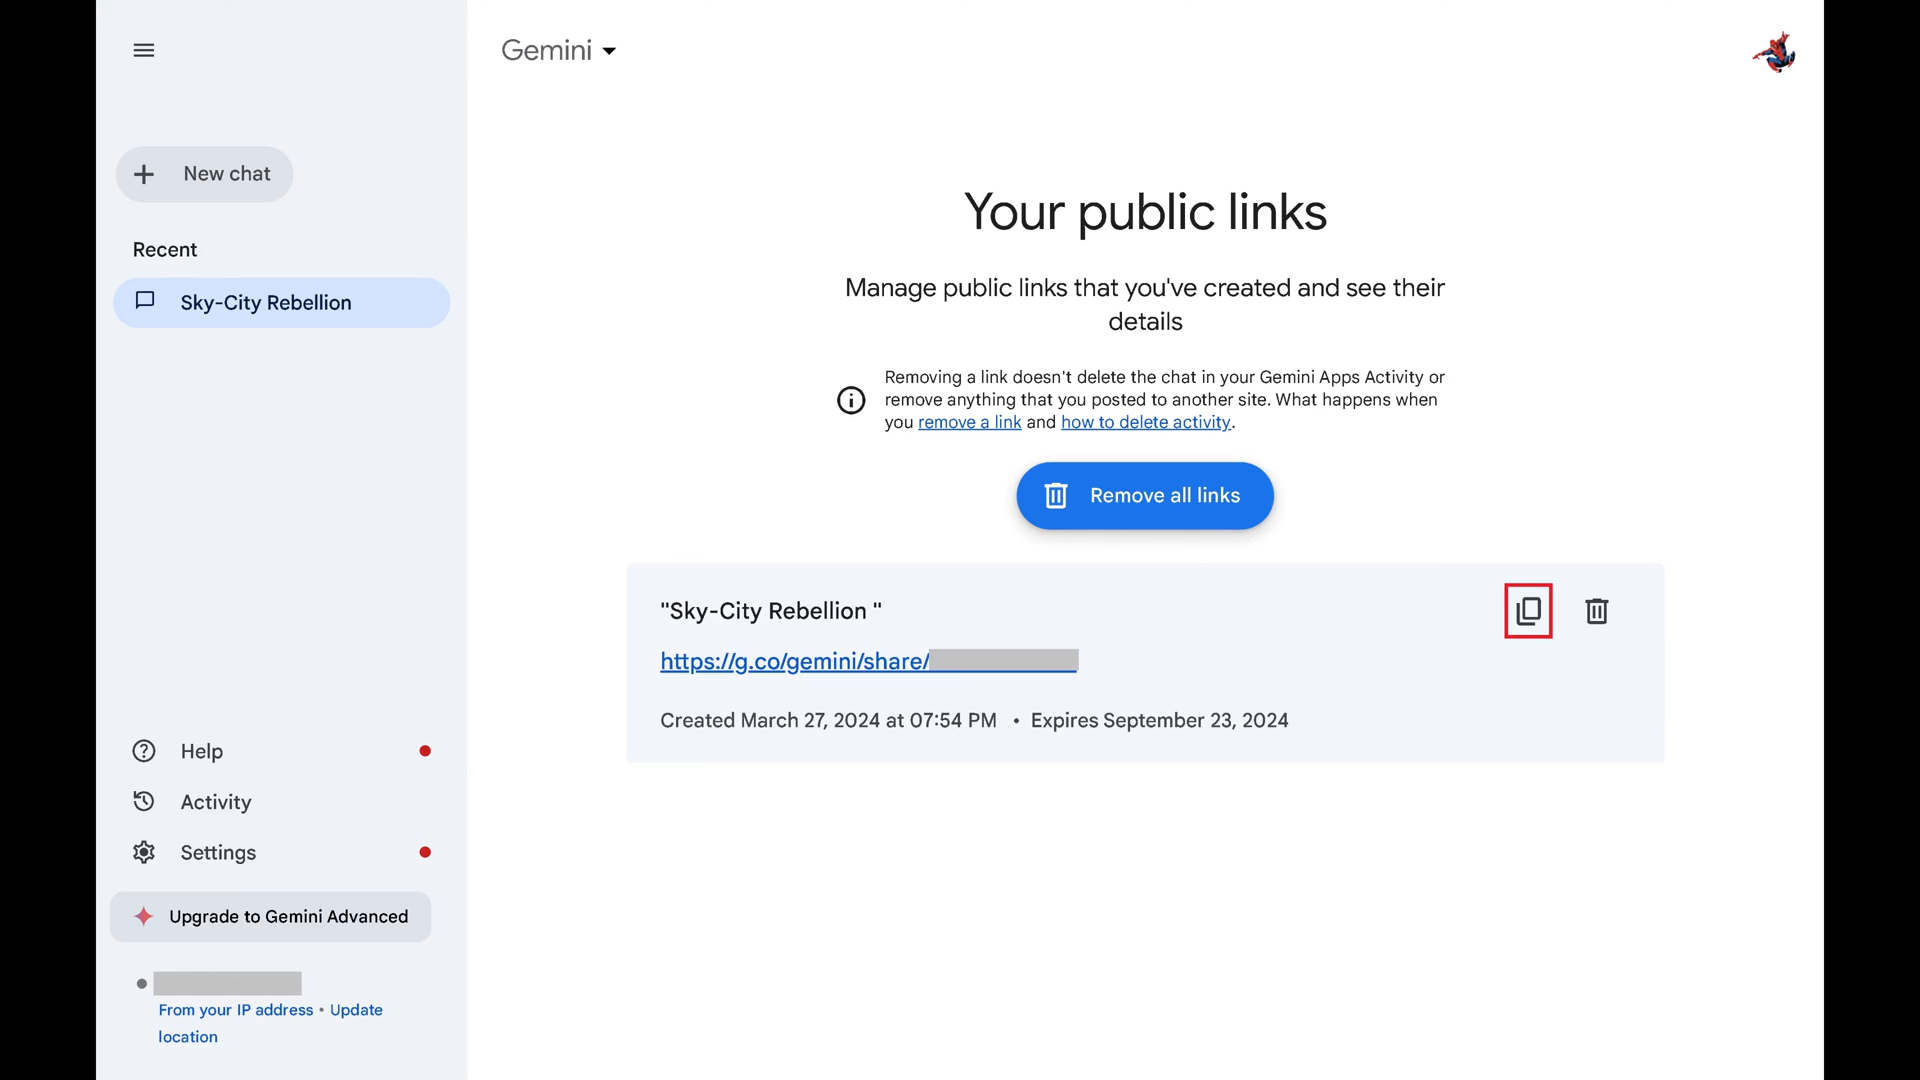 Gemini
New chat
Recent
Sky-City Rebellion
Your public links
Manage public links that you've created and see their
details
Removing a link doesn't delete the chat in your Gemini Apps Activity or
remove anything that you posted to another site. What happens when
you remove a link and how to delete activity.
Remove all links
"Sky-City Rebellion "
https://g.co/gemini/share/
Created March 27, 2024 at 07:54 PM • Expires September 23, 2024
Help
Activity
Settings
Upgrade to Gemini Advanced
From your IP address • Update
location